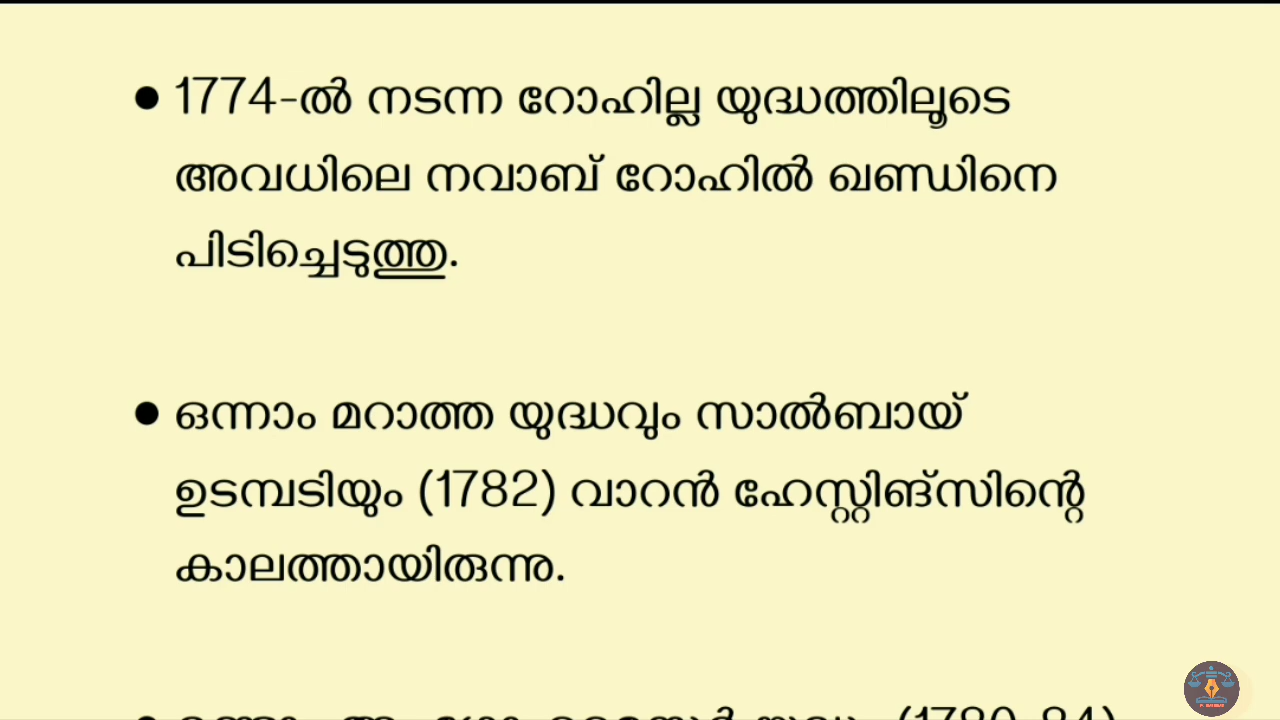 ● 1774-ൽ നടന്ന റോഹില്ല യുദ്ധത്തിലൂടെ
അവധിലെ നവാബ് റോഹിൽ ഖണ്ഡിനെ
പിടിച്ചെടുത്തു.
● ഒന്നാം മറാത്ത യുദ്ധവും സാൽബായ്
ഉടമ്പടിയും (1782) വാറൻ ഹേസ്റ്റിങ്സിന്റെ
കാലത്തായിരുന്നു.